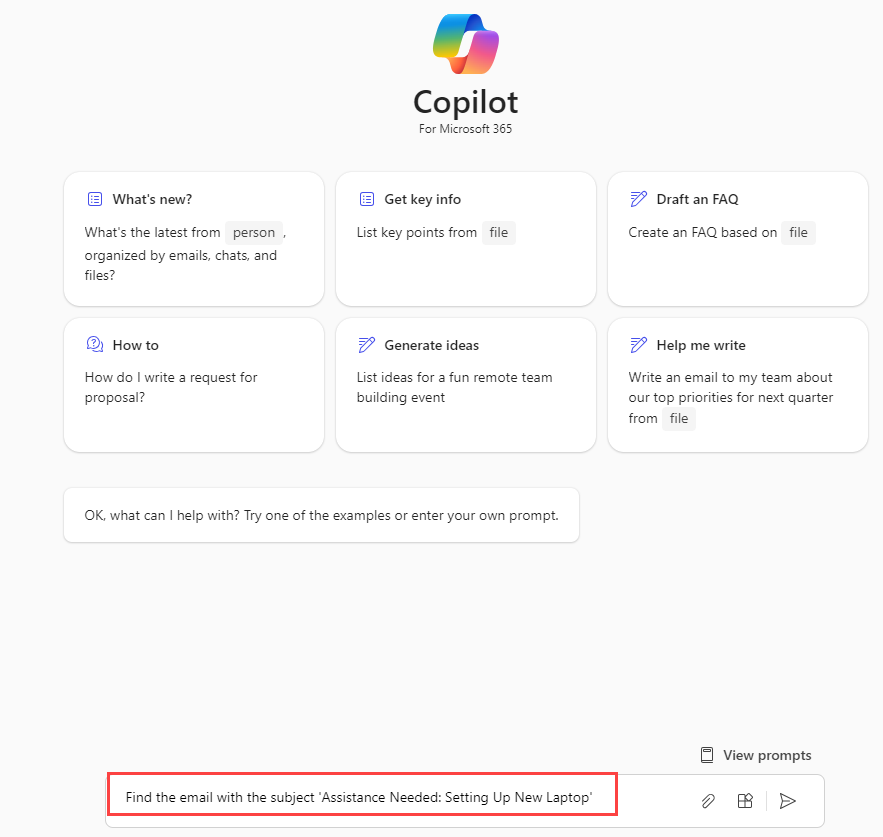 Copilot
For Microsoft 365
What's new?
What's the latest from person ,
organized by emails, chats, and
files?
Get key info
List key points from file
Draft an FAQ
Create an FAQ based on file
How to
How do I write a request for
proposal?
Generate ideas
List ideas for a fun remote team
building event
Help me write
Write an email to my team about
our top priorities for next quarter
from file
OK, what can I help with? Try one of the examples or enter your own prompt.
View prompts
Find the email with the subject 'Assistance Needed: Setting Up New Laptop'